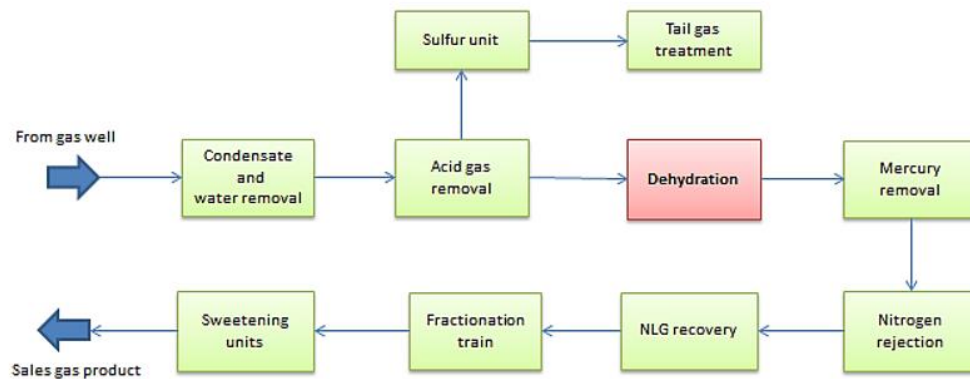 Sulfur unit
Tail gas
treatment
From gas well
Condensate
and
water removal
Acid gas
removal
Dehydration
Mercury
removal
Sweetening
units
Fractionation
train
NLG recovery
Nitrogen
rejection
Sales gas product